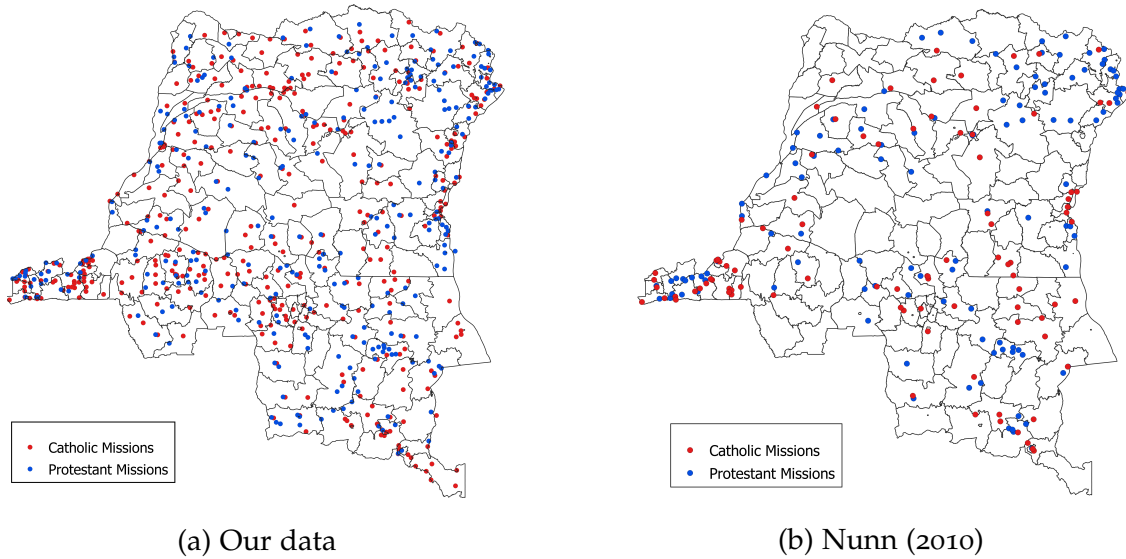 Catholic Missions
Protestant Missions
Catholic Missions
Protestant Missions
(a) Our data
(b) Nunn (2010)